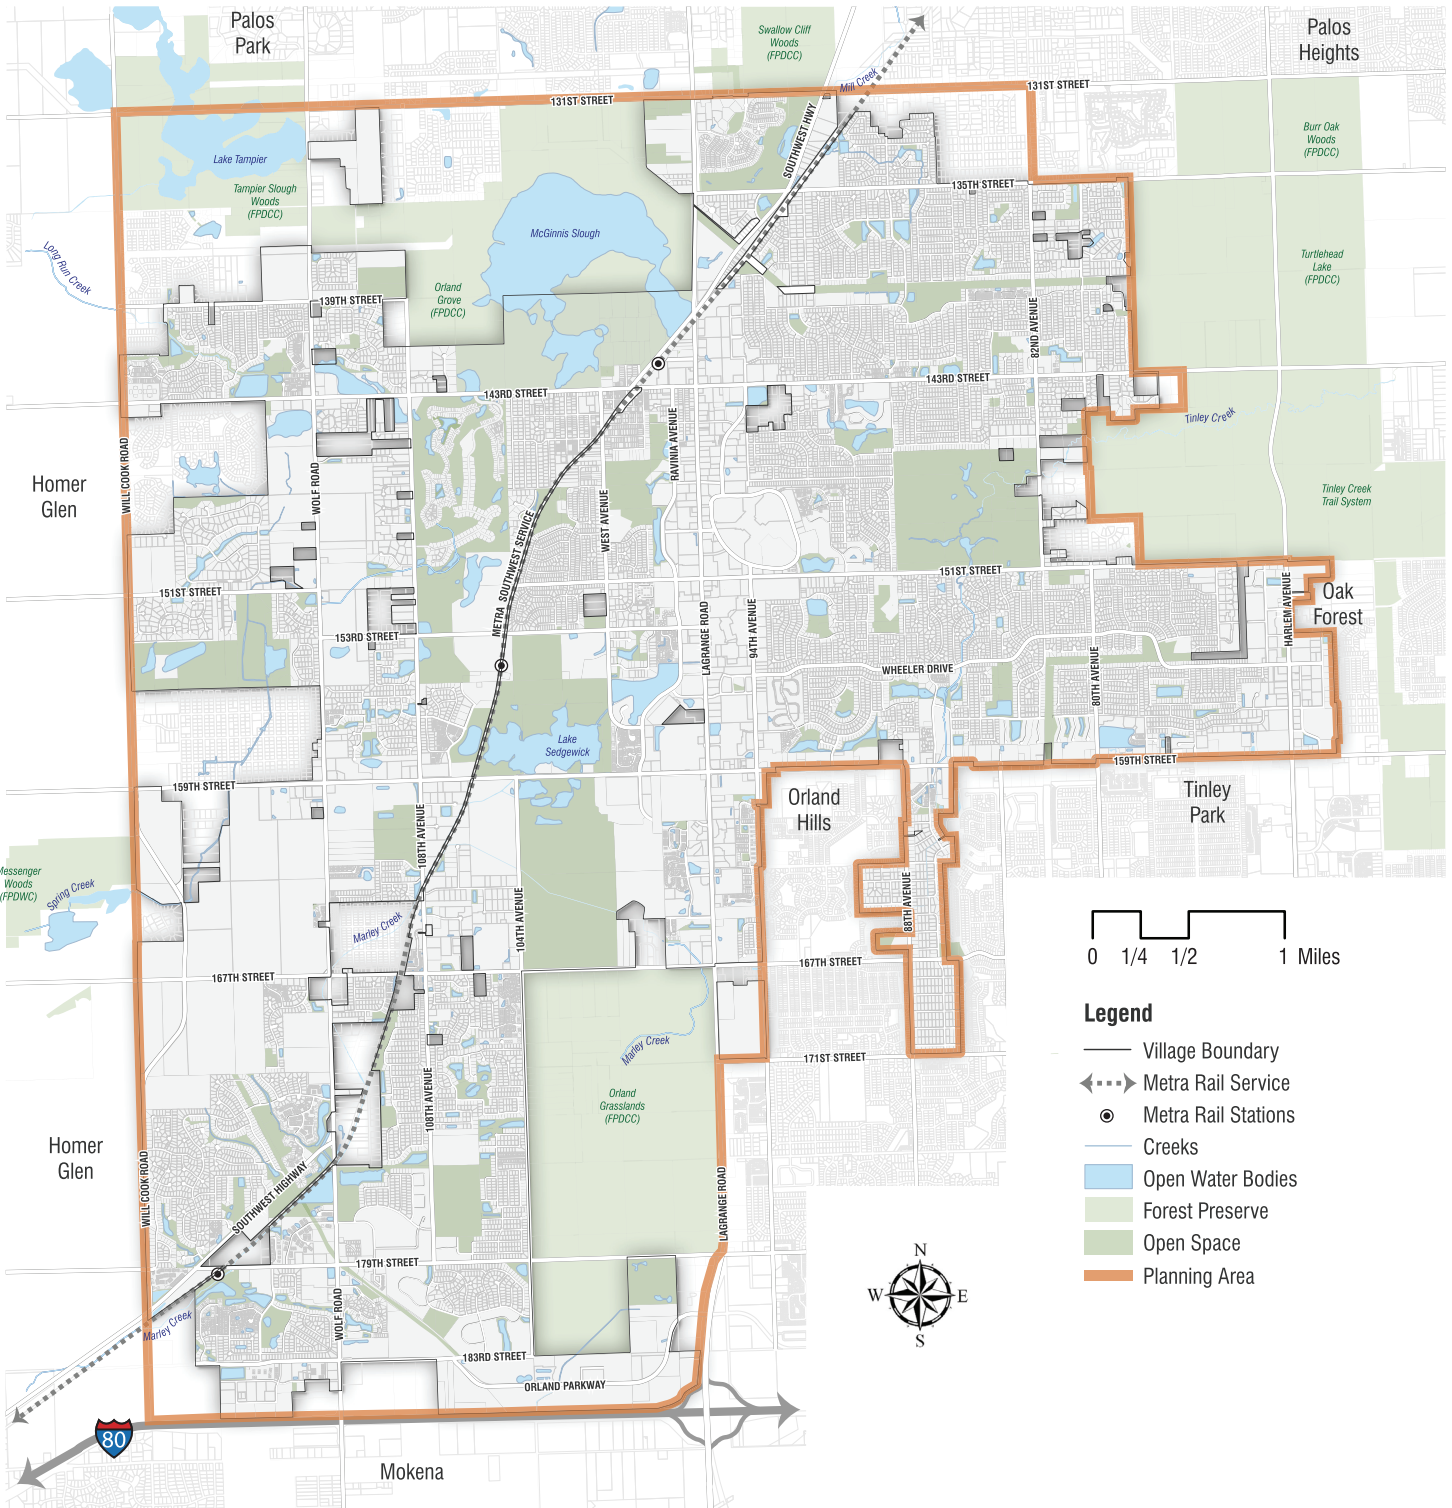 Palos
Park
Swallow Cliff
Woods
(FPDCC)
Palos
Heights
Mill Creek
131ST STREET
131ST STREET
SOUTHWEST HWY
Burr Oak
Woods
(FPDCC)
Lake Tampier
Tampier Slough
Woods
(FPDCC)
135TH STREET
McGinnis Slough
Long Run Creek
Turtlehead
Lake
(FPDCC)
Orland
Grove
(FPDCC)
139TH STREET
82ND AVENUE
143RD STREET
143RD STREET
Tinley Creek
RAVINIA AVENUE
WILL COOK ROAD
WOLF ROAD
Homer
Glen
WEST AVENUE
Tinley Creek
Trail System
METRA SOUTHWEST SERVICE
151ST STREET
151ST STREET
Oak
Forest
HARLEM AVENUE
153RD STREET
LAGRANGE ROAD
94TH AVENUE
WHEELER DRIVE
80TH AVENUE
Lake
Sedgewick
159TH STREET
159TH STREET
Orland
Hills
Tinley
Park
108TH AVENUE
Messenger
Woods
(FPDWC)
Spring Creek
Marley Creek
104TH AVENUE
88TH AVENUE
167TH STREET
167TH STREET
Marley Creek
171ST STREET
Orland
Grasslands
(FPDCC)
108TH AVENUE
Homer
Glen
WILL COOK ROAD
SOUTHWEST HIGHWAY
LAGRANGE ROAD
179TH STREET
WOLF ROAD
Marley Creek
183RD STREET
ORLAND PARKWAY
80
Mokena
0 1/4 1/2 1 Miles
Legend
Village Boundary
Metra Rail Service
Metra Rail Stations
Creeks
Open Water Bodies
Forest Preserve
Open Space
Planning Area
N
W E
S